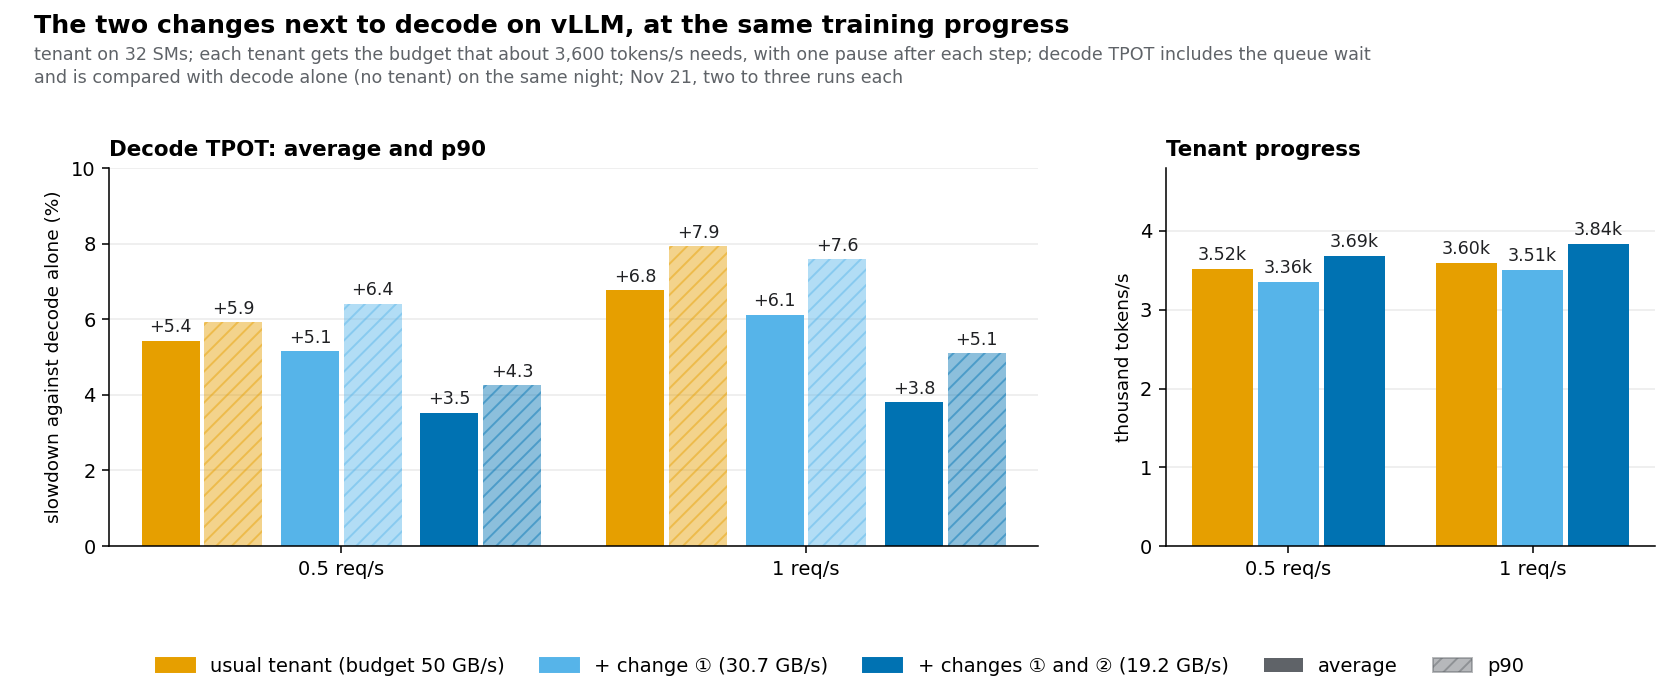 The two changes next to decode on vLLM, at the same training progress
tenant on 32 SMs; each tenant gets the budget that about 3,600 tokens/s needs, with one pause after each step; decode TPOT includes the queue wait
and is compared with decode alone (no tenant) on the same night; Nov 21, two to three runs each
Decode TPOT: average and p90
slowdown against decode alone (%)
10
8
6
4
2
0
+5.4
+5.9
+5.1
+6.4
+3.5
+4.3
+6.8
+7.9
+6.1
+7.6
+3.8
+5.1
0.5 req/s
1 req/s
Tenant progress
thousand tokens/s
4
3
2
1
0
3.52k
3.36k
3.69k
3.60k
3.51k
3.84k
0.5 req/s
1 req/s
usual tenant (budget 50 GB/s)
+ change ① (30.7 GB/s)
+ changes ① and ② (19.2 GB/s)
average
p90